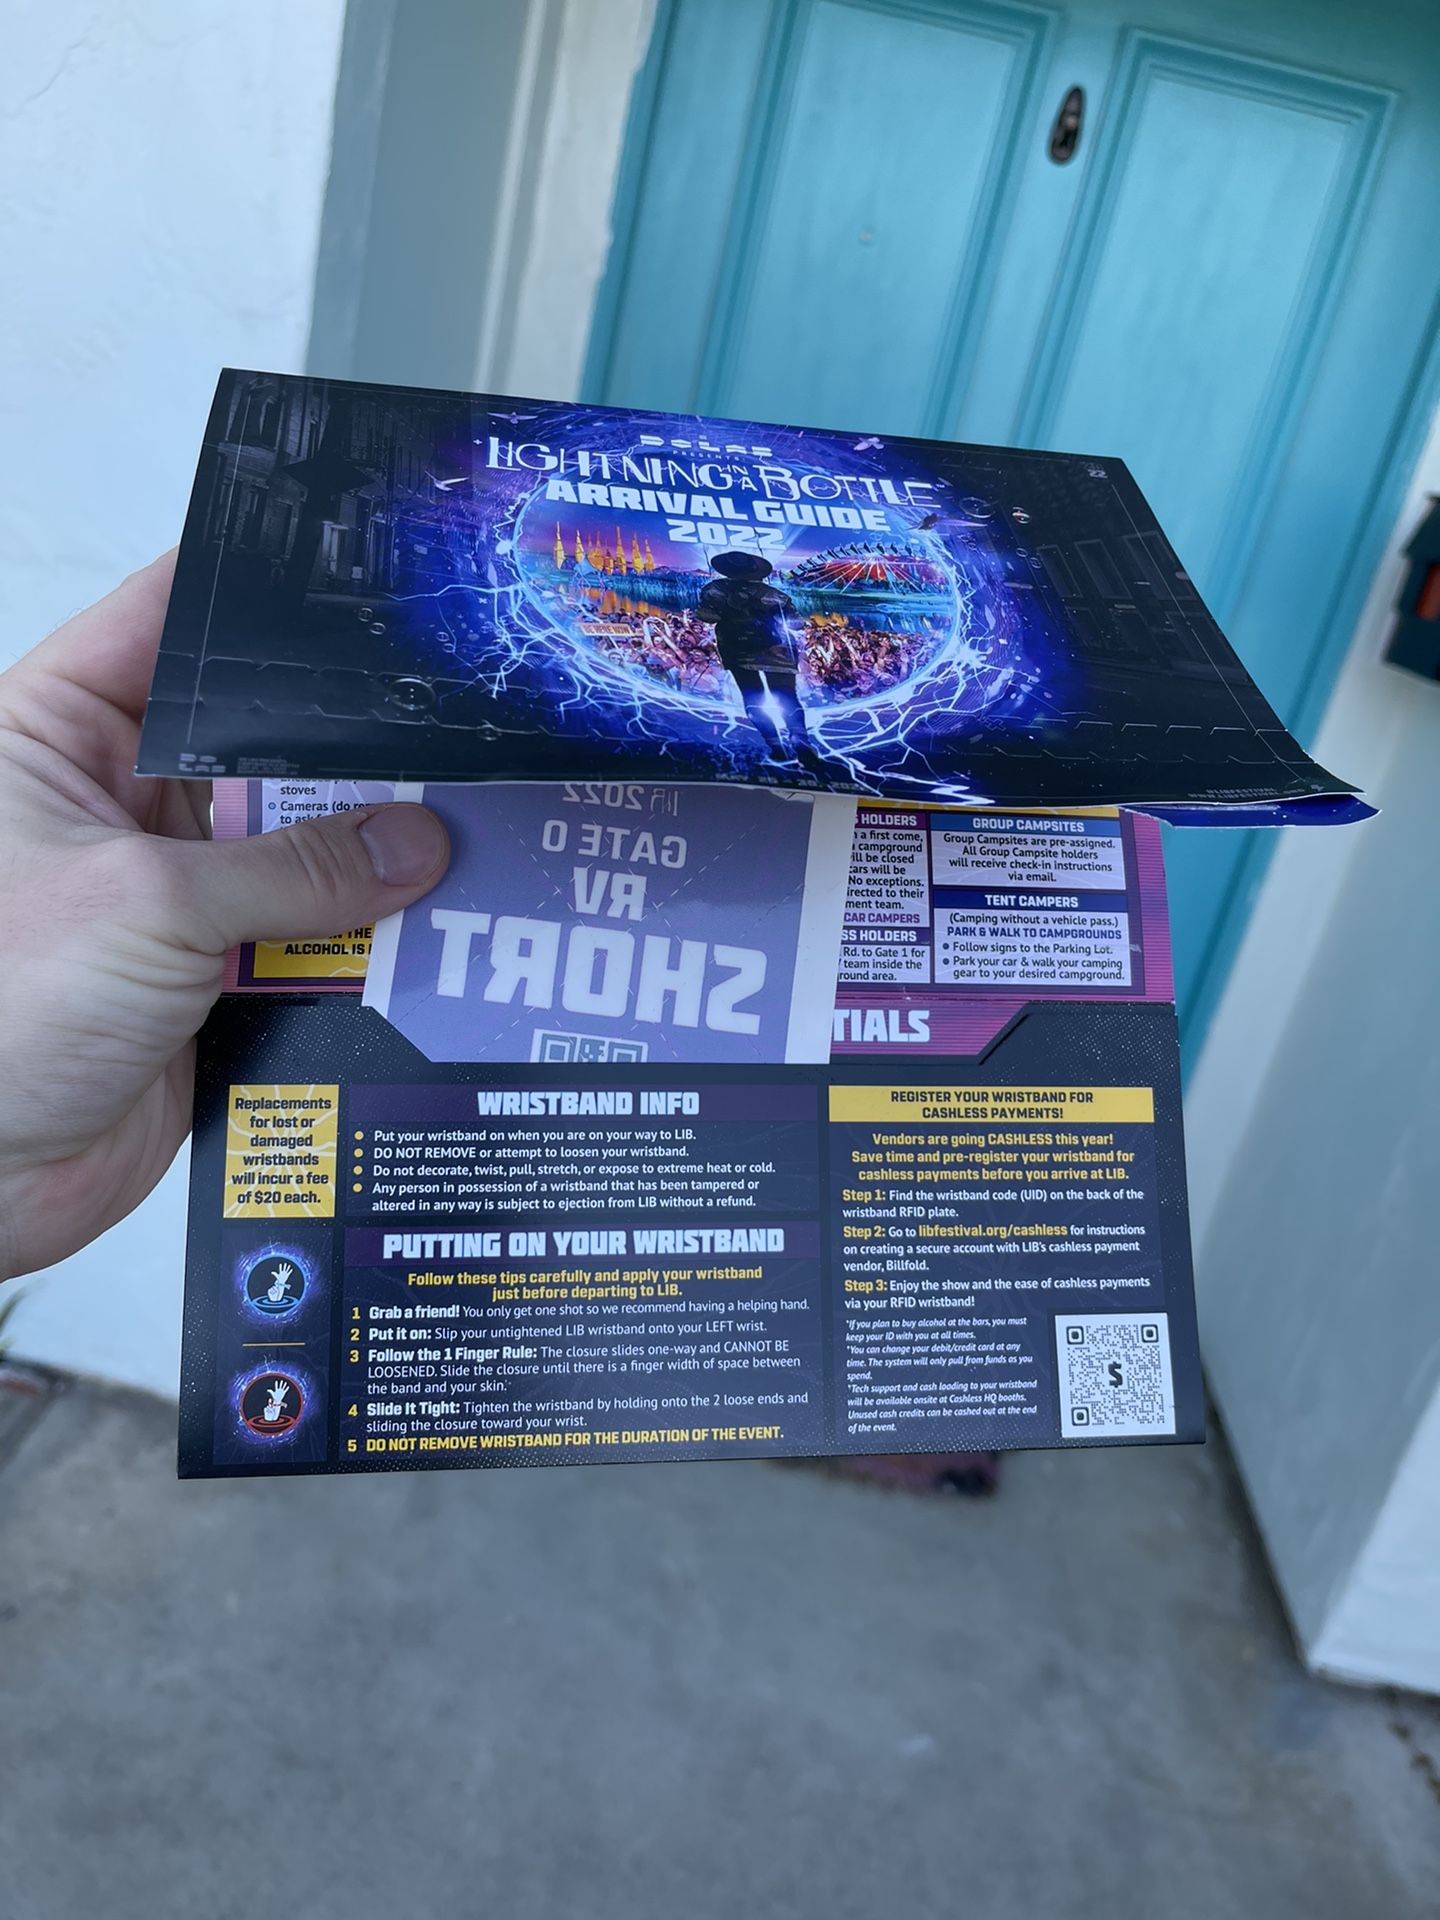 DOLAB
PRESENTS
LIGHTNING IN A BOTTLE
ARRIVAL GUIDE
2022
BE HERE NOW
stoves
Cameras (do
to ask
IN THE
ALCOHOL IS
LIB 2022
GATE 0
RV
SHORT
HOLDERS
n a first come,
campground
ill be closed
cars will be
No exceptions.
irected to their
ment team.
CAR CAMPERS
SS HOLDERS
Rd. to Gate 1 for
team inside the
round area.
GROUP CAMPSITES
Group Campsites are pre-assigned.
All Group Campsite holders
will receive check-in instructions
via email.
TENT CAMPERS
(Camping without a vehicle pass.)
PARK & WALK TO CAMPGROUNDS
Follow signs to the Parking Lot.
Park your car & walk your camping
gear to your desired campground.
TIALS
Replacements
for lost or
damaged
wristbands
will incur a fee
of $20 each.
WRISTBAND INFO
Put your wristband on when you are on your way to LIB.
DO NOT REMOVE or attempt to loosen your wristband.
Do not decorate, twist, pull, stretch, or expose to extreme heat or cold.
Any person in possession of a wristband that has been tampered or
altered in any way is subject to ejection from LIB without a refund.
PUTTING ON YOUR WRISTBAND
Follow these tips carefully and apply your wristband
just before departing to LIB.
1 Grab a friend! You only get one shot so we recommend having a helping hand.
2 Put it on: Slip your untightened LIB wristband onto your LEFT wrist.
3 Follow the 1 Finger Rule: The closure slides one-way and CANNOT BE
LOOSENED. Slide the closure until there is a finger width of space between
the band and your skin.
4 Slide It Tight: Tighten the wristband by holding onto the 2 loose ends and
sliding the closure toward your wrist.
5 DO NOT REMOVE WRISTBAND FOR THE DURATION OF THE EVENT.
REGISTER YOUR WRISTBAND FOR
CASHLESS PAYMENTS!
Vendors are going CASHLESS this year!
Save time and pre-register your wristband for
cashless payments before you arrive at LIB.
Step 1: Find the wristband code (UID) on the back of the
wristband RFID plate.
Step 2: Go to libfestival.org/cashless for instructions
on creating a secure account with LIB's cashless payment
vendor, Billfold.
Step 3: Enjoy the show and the ease of cashless payments
via your RFID wristband!
*If you plan to buy alcohol at the bars, you must
keep your ID with you at all times.
*You can change your debit/credit card at any
time. The system will only pull from funds as you
spend.
*Tech support and cash loading to your wristband
will be available onsite at Cashless HQ booths.
Unused cash credits can be cashed out at the end
of the event.
$